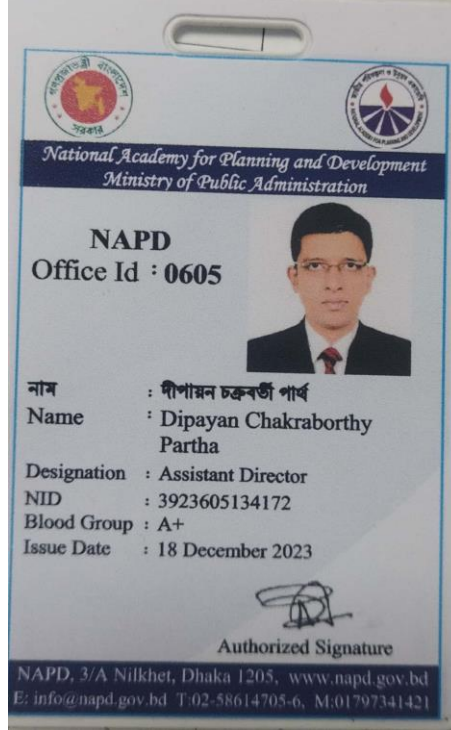 গণপ্রজাতন্ত্রী বাংলাদেশ
সরকার
National Academy for Planning and Development
Ministry of Public Administration
NAPD
Office Id : 0605
নাম : দীপায়ন চক্রবর্তী পার্থ
Name : Dipayan Chakraborthy
Partha
Designation : Assistant Director
NID : 3923605134172
Blood Group : A+
Issue Date : 18 December 2023
Authorized Signature
NAPD, 3/A Nilkhet, Dhaka 1205, www.napd.gov.bd
E: info@napd.gov.bd T:02-58614705-6, M:01797341421